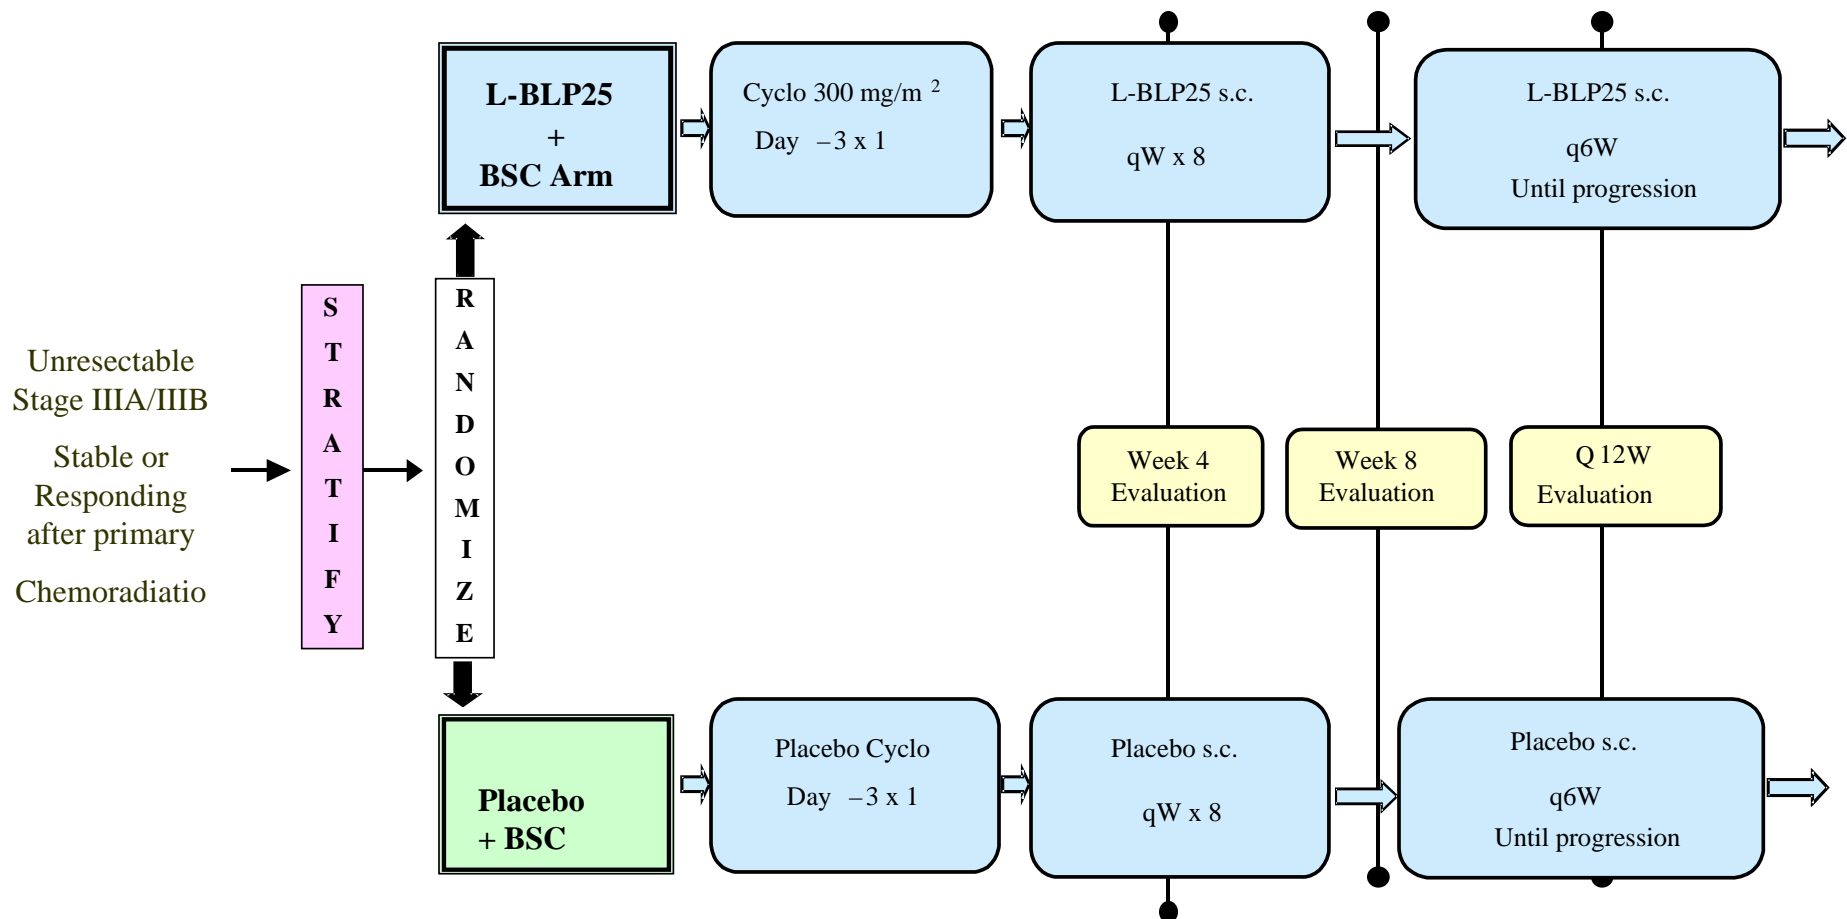 Unresectable
Stage IIIA/IIIB
Stable or
Responding
after primary
Chemoradiatio
S
T
R
A
T
I
F
Y
R
A
N
D
O
M
I
Z
E
L-BLP25
+
BSC Arm
Cyclo 300 mg/m 2
Day –3 x 1
L-BLP25 s.c.
qW x 8
L-BLP25 s.c.
q6W
Until progression
Week 4
Evaluation
Week 8
Evaluation
Q 12W
Evaluation
Placebo
+ BSC
Placebo Cyclo
Day –3 x 1
Placebo s.c.
qW x 8
Placebo s.c.
q6W
Until progression